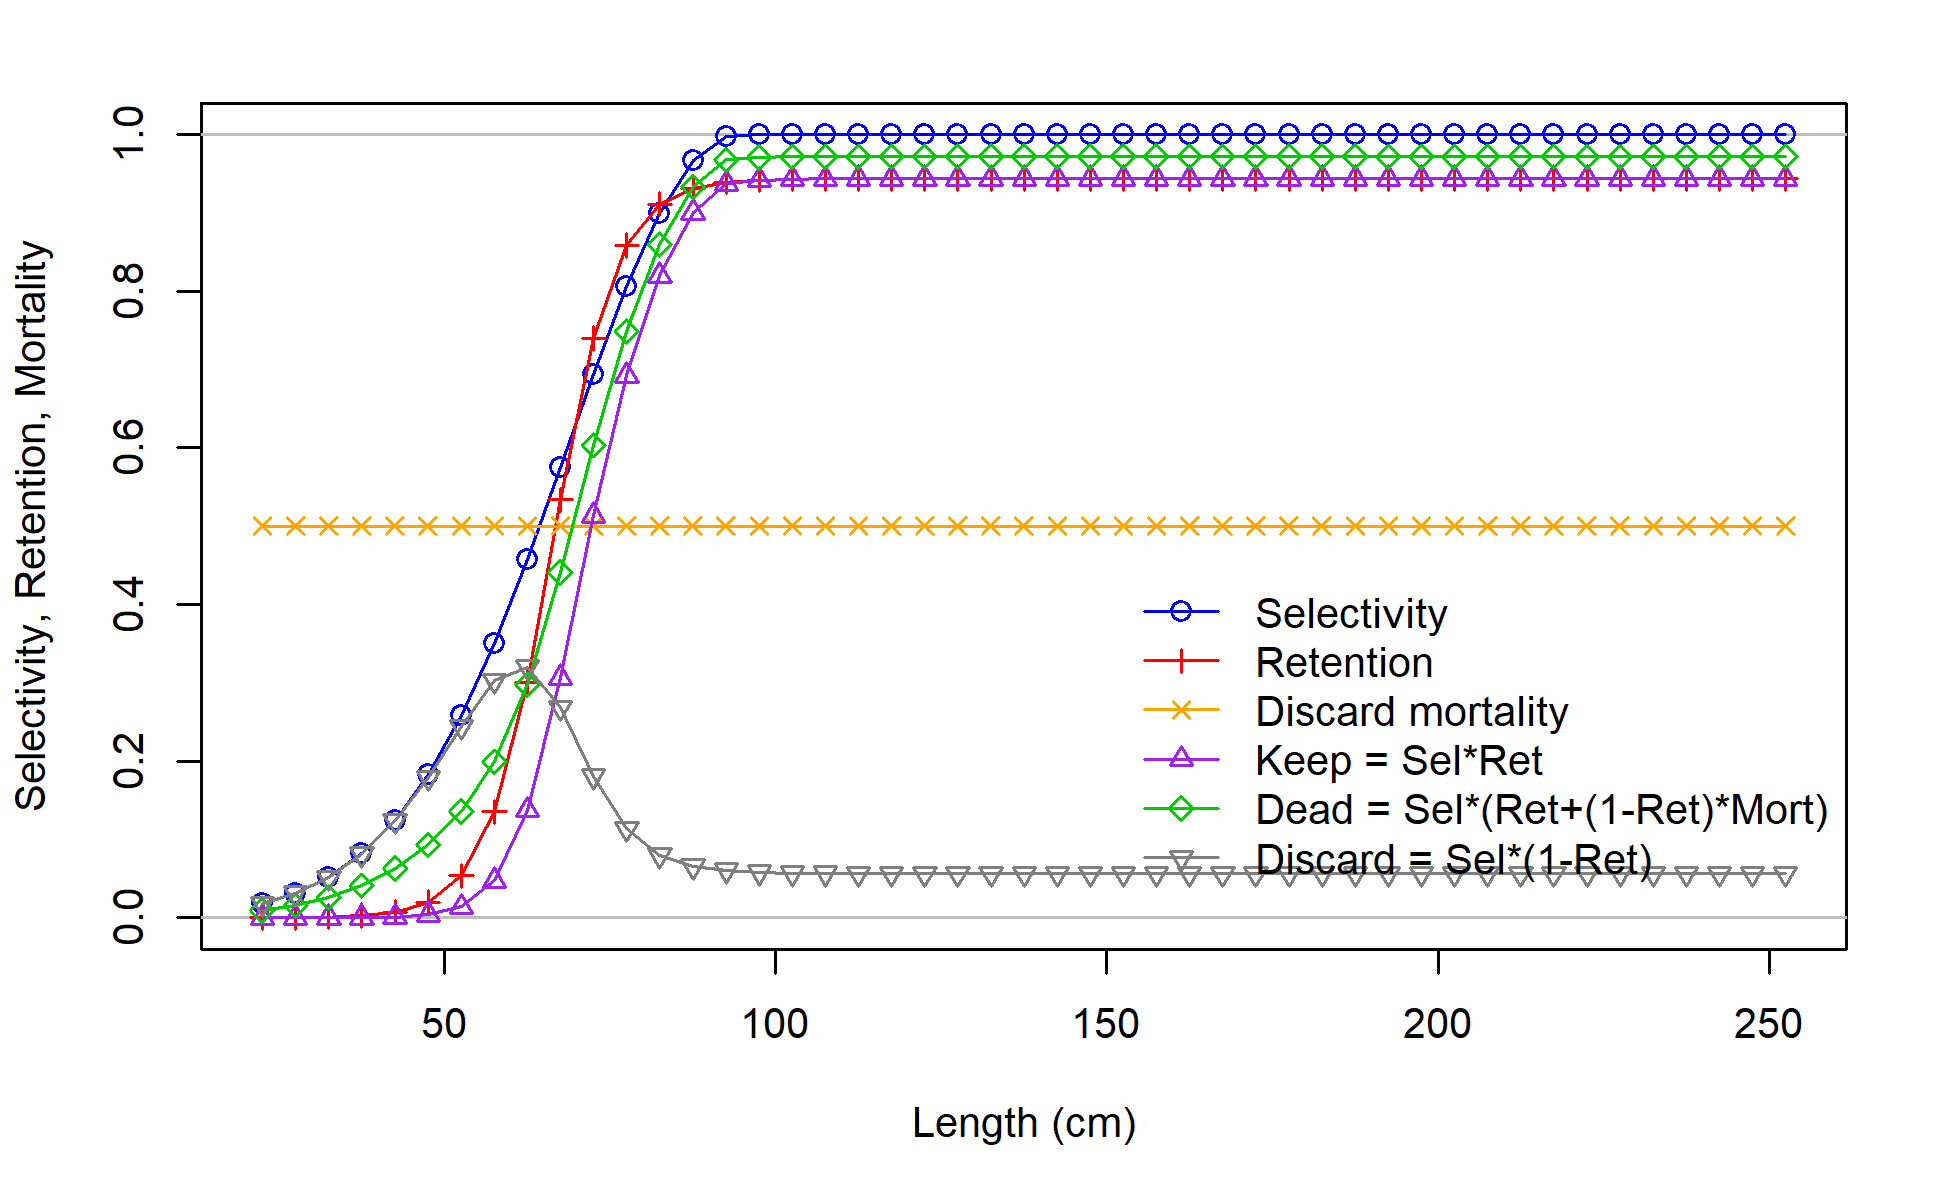 Selectivity, Retention, Mortality
1.0
0.8
0.6
0.4
0.2
0.0
Selectivity
Retention
Discard mortality
Keep = Sel*Ret
Dead = Sel*(Ret+(1-Ret)*Mort)
Discard = Sel*(1-Ret)
50 100 150 200 250
Length (cm)